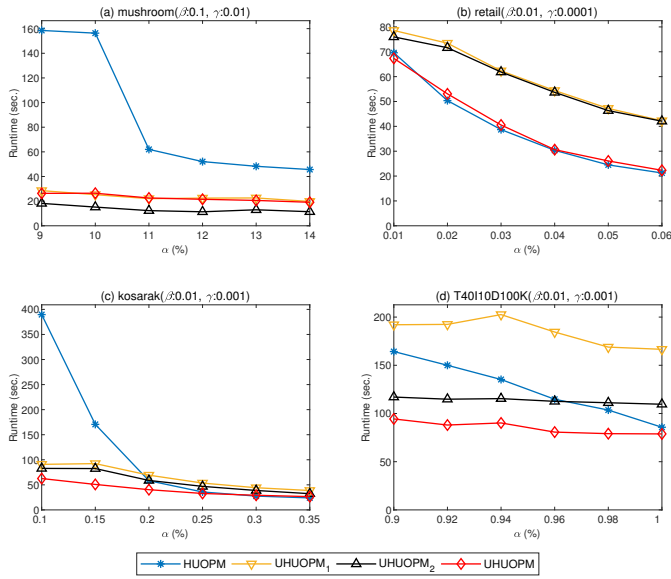 (a) mushroom(β:0.1, γ:0.01)
160
140
120
100
80
60
40
20
0
Runtime (sec.)
9 10 11 12 13 14
α (%)
(b) retail(β:0.01, γ:0.0001)
80
70
60
50
40
30
20
10
0
Runtime (sec.)
0.01 0.02 0.03 0.04 0.05 0.06
α (%)
(c) kosarak(β:0.01, γ:0.001)
400
350
300
250
200
150
100
50
0
Runtime (sec.)
0.1 0.15 0.2 0.25 0.3 0.35
α (%)
(d) T40I10D100K(β:0.01, γ:0.001)
200
150
100
50
0
Runtime (sec.)
0.9 0.92 0.94 0.96 0.98 1
α (%)
HUOPM UHUOPM₁ UHUOPM₂ UHUOPM